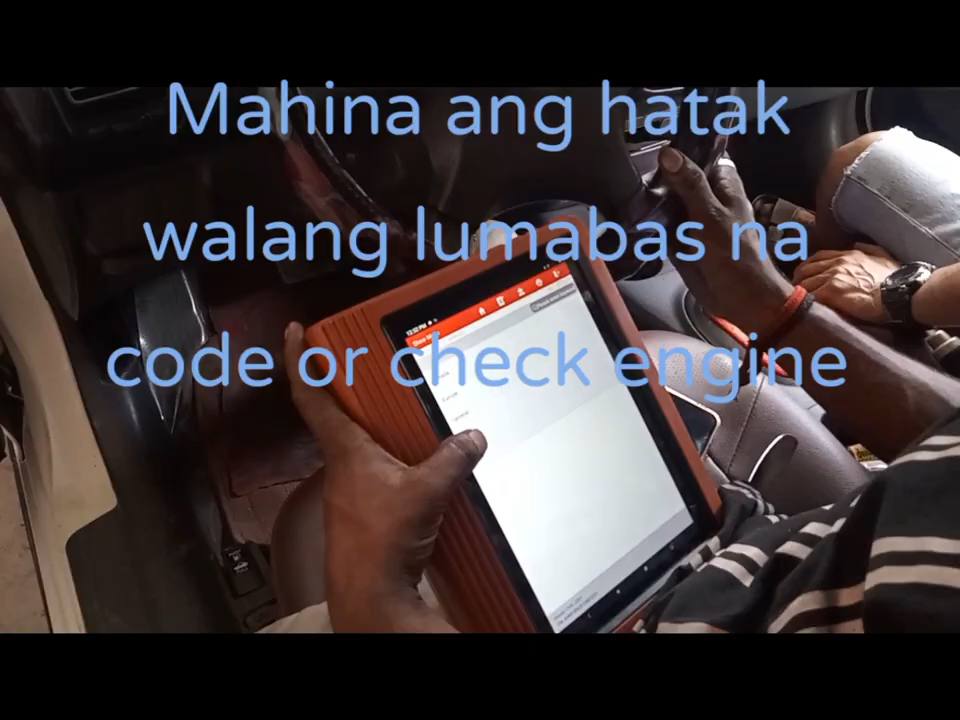 Mahina ang hatak
walang lumabas na
code or check engine